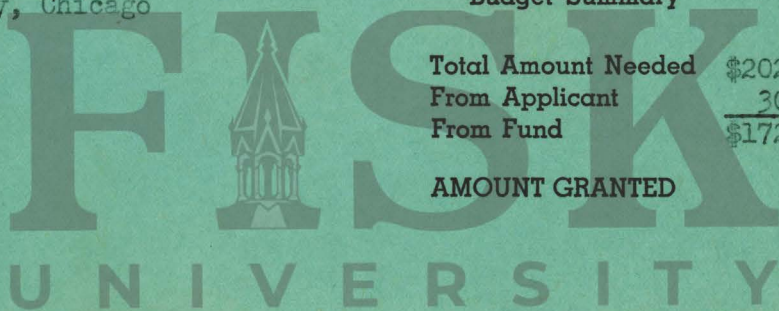 y, Chicago
Budget Summary
Total Amount Needed $202
From Applicant 30
From Fund $172
AMOUNT GRANTED
FISK
UNIVERSITY